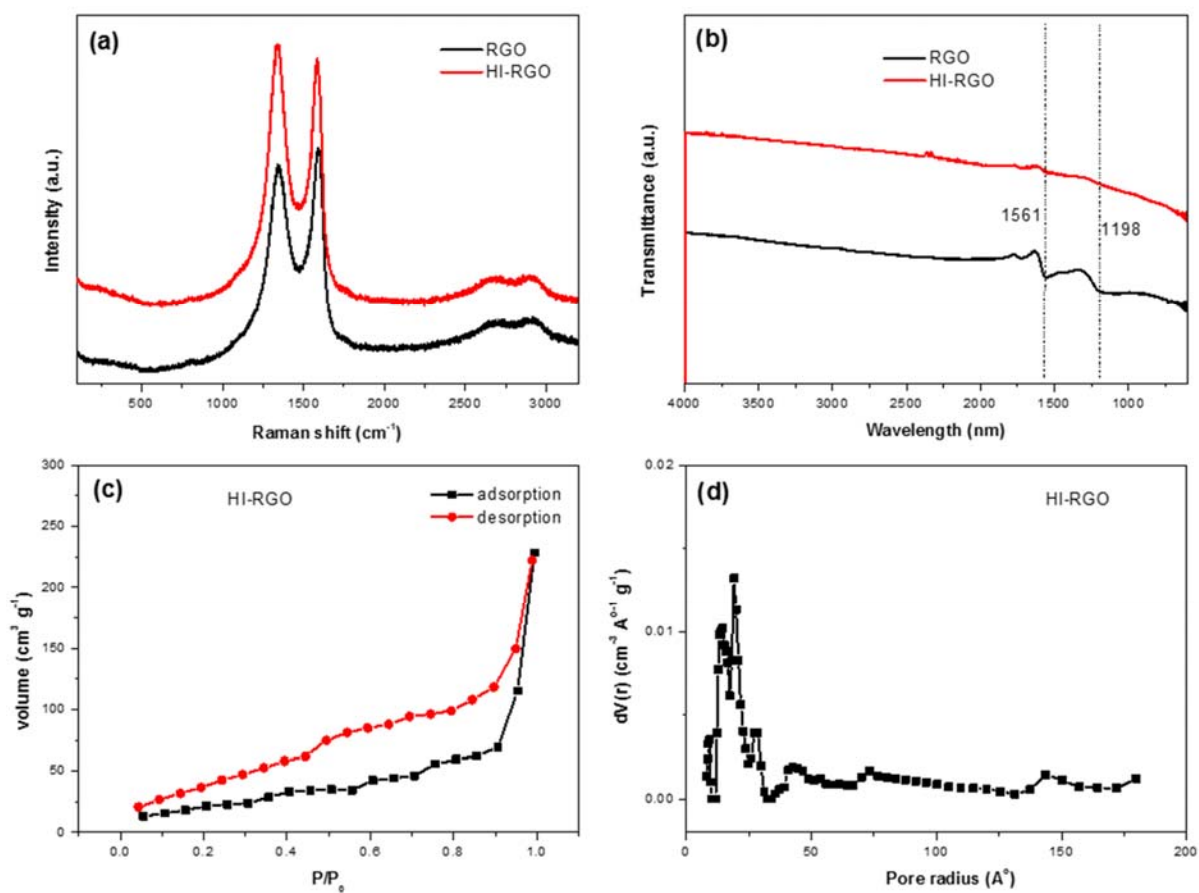 (a)
RGO
HI-RGO
Intensity (a.u.)
500 1000 1500 2000 2500 3000
Raman shift (cm⁻¹)
(b)
RGO
HI-RGO
Transmittance (a.u.)
1561
1198
4000 3500 3000 2500 2000 1500 1000
Wavelength (nm)
(c)
HI-RGO
adsorption
desorption
volume (cm³ g⁻¹)
300
250
200
150
100
50
0
0.0 0.2 0.4 0.6 0.8 1.0
P/P₀
(d)
HI-RGO
dV(r) (cm⁻³ A°⁻¹ g⁻¹)
0.02
0.01
0.00
0 50 100 150 200
Pore radius (A°)